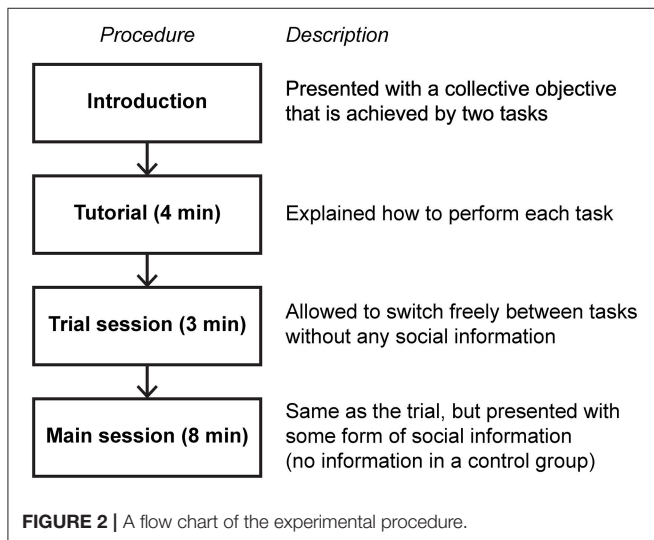 Procedure
Description
Introduction
Presented with a collective objective
that is achieved by two tasks
Tutorial (4 min)
Explained how to perform each task
Trial session (3 min)
Allowed to switch freely between tasks
without any social information
Main session (8 min)
Same as the trial, but presented with
some form of social information
(no information in a control group)
FIGURE 2 | A flow chart of the experimental procedure.